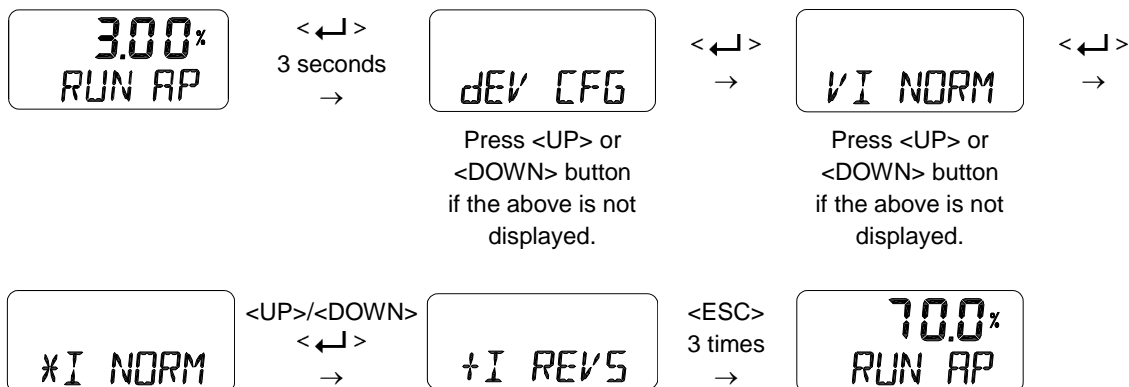 3.00%
RUN AP
< ↵ >
3 seconds
→
dEV CFG
Press <UP> or
<DOWN> button
if the above is not
displayed.
< ↵ >
→
VI NORM
Press <UP> or
<DOWN> button
if the above is not
displayed.
< ↵ >
→
*I NORM
<UP>/<DOWN>
< ↵ >
→
+I REVS
<ESC>
3 times
→
70.0%
RUN AP